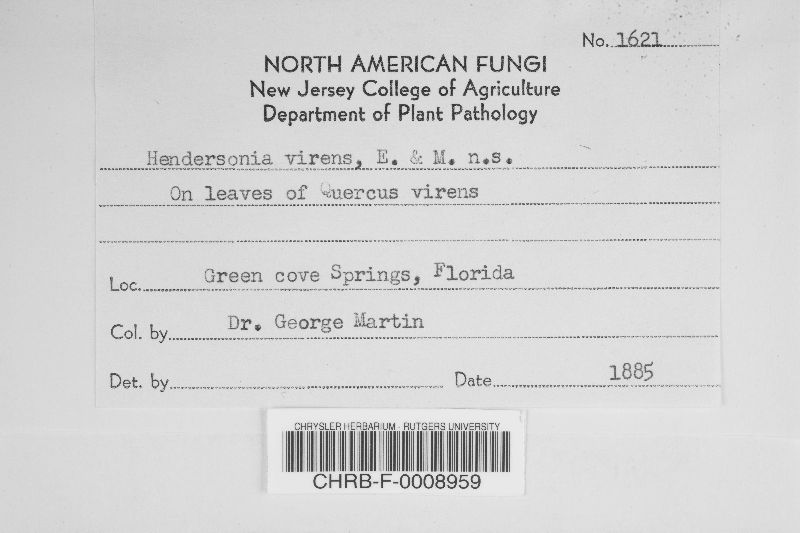 No. 1621
NORTH AMERICAN FUNGI
New Jersey College of Agriculture
Department of Plant Pathology
Hendersonia virens, E. & M. n.s.
On leaves of Quercus virens
Loc. Green cove Springs, Florida
Col. by Dr. George Martin
Det. by Date 1885
CHRYSLER HERBARIUM - RUTGERS UNIVERSITY
CHRB-F-0008959